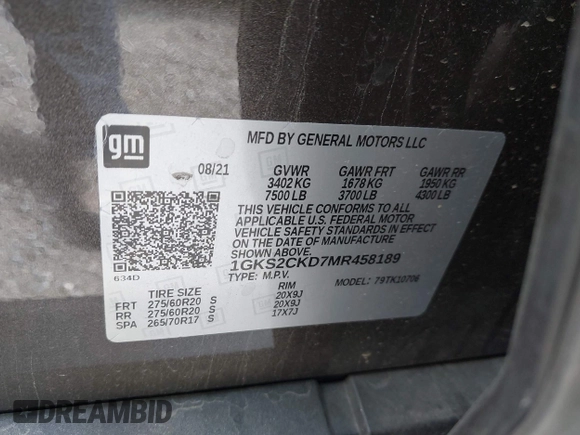 gm
MFD BY GENERAL MOTORS LLC
08/21 GVWR GAWR FRT GAWR RR
3402 KG 1678 KG 1950 KG
7500 LB 3700 LB 4300 LB
THIS VEHICLE CONFORMS TO ALL
APPLICABLE U.S. FEDERAL MOTOR
VEHICLE SAFETY STANDARDS IN EFFECT
ON THE DATE OF MANUFACTURE
SHOWN ABOVE.
1GKS2CKD7MR458189
634D TYPE: M.P.V. MODEL: 79TK10706
TIRE SIZE RIM
FRT 275/60R20 S 20X9J
RR 275/60R20 S 20X9J
SPA 265/70R17 S 17X7J
DREAMBID